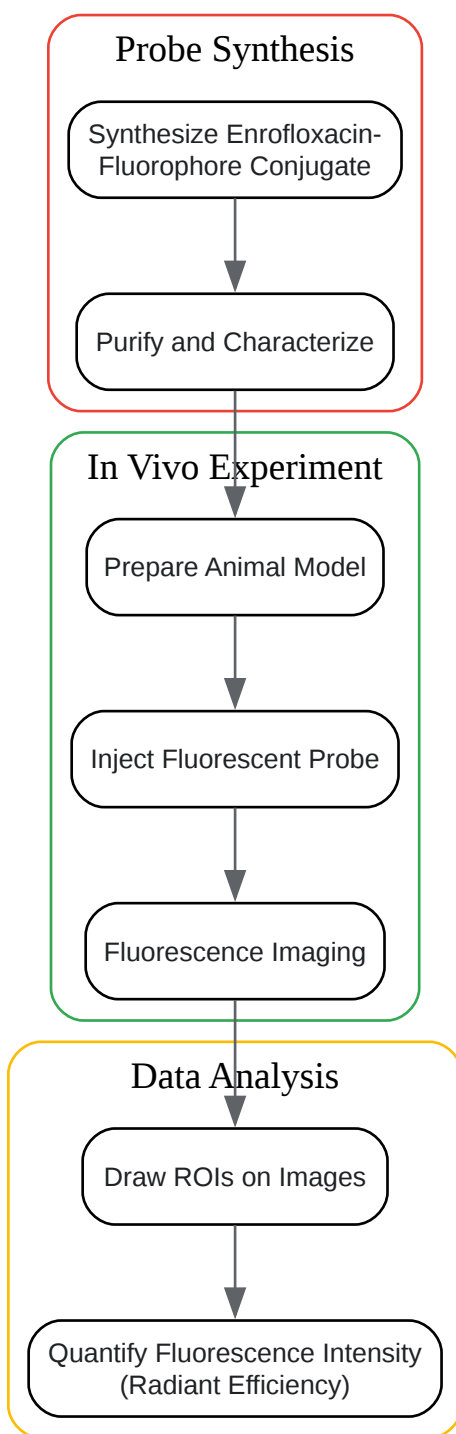 Probe Synthesis
Synthesize Enrofloxacin-
Fluorophore Conjugate
Purify and Characterize
In Vivo Experiment
Prepare Animal Model
Inject Fluorescent Probe
Fluorescence Imaging
Data Analysis
Draw ROIs on Images
Quantify Fluorescence Intensity
(Radiant Efficiency)